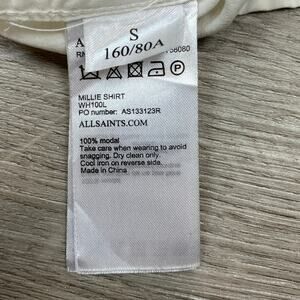 S
160/80A
A
RN
MILLIE SHIRT
WH100L
PO number: AS133123R
ALLSAINTS.COM
100% modal
Take care when wearing to avoid
snagging. Dry clean only.
Cool iron on reverse side.
Made in China